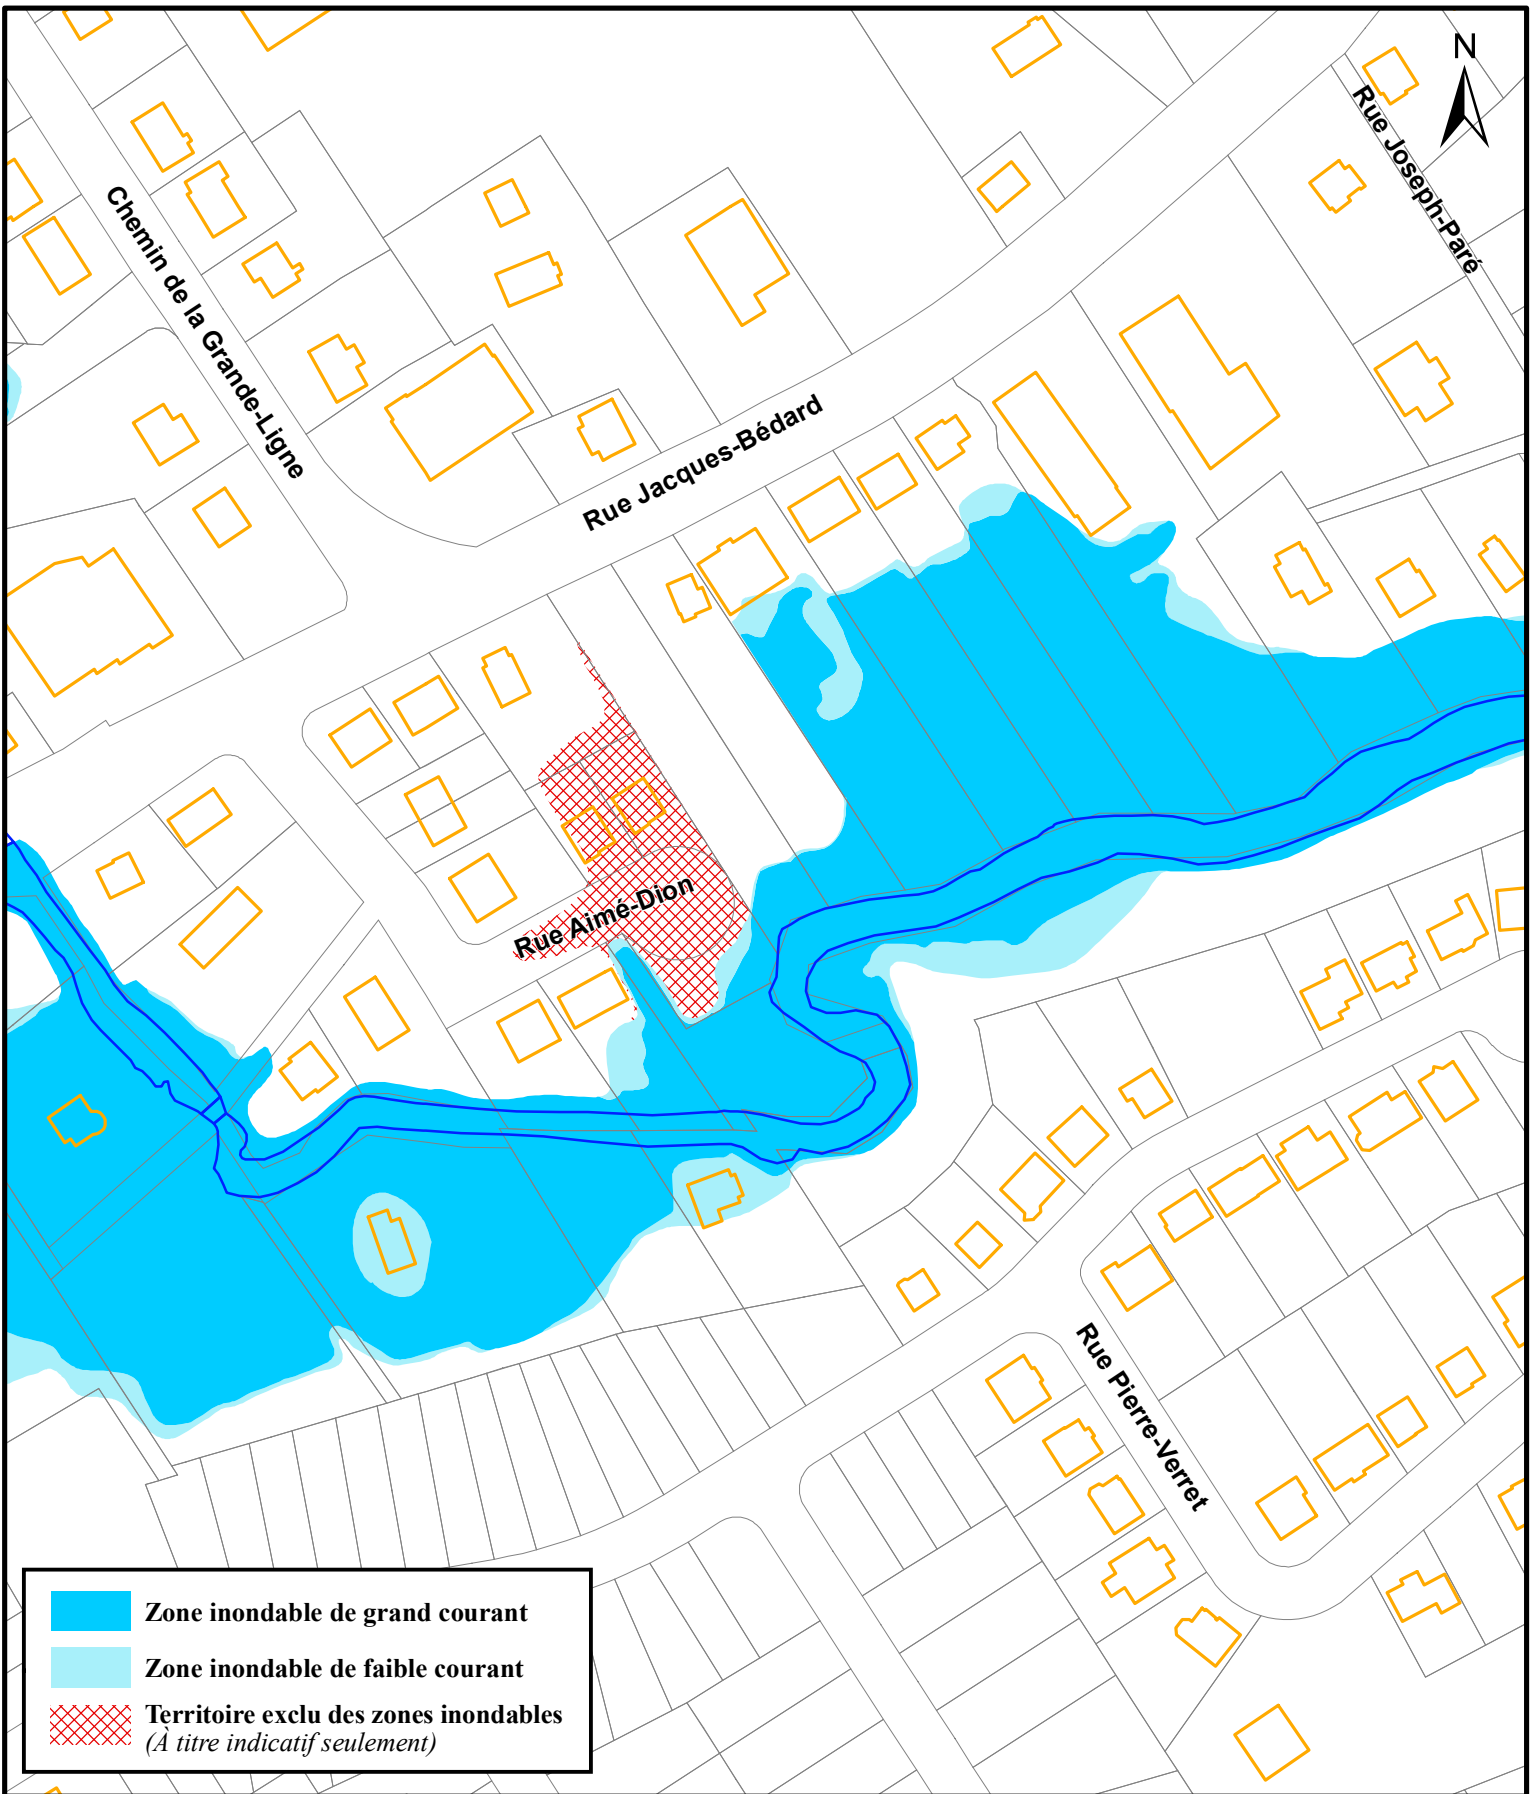 N
Rue Joseph-Paré
Chemin de la Grande-Ligne
Rue Jacques-Bédard
Rue Aimé-Dion
Rue Pierre-Verret
Zone inondable de grand courant
Zone inondable de faible courant
Territoire exclu des zones inondables
(À titre indicatif seulement)